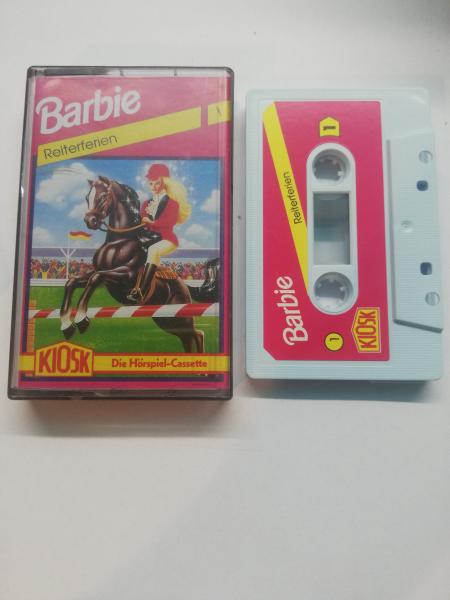 Barbie
Reiterferien
1
KIOSK
Die Hörspiel-Cassette
Barbie
Reiterferien
1
1
KIOSK